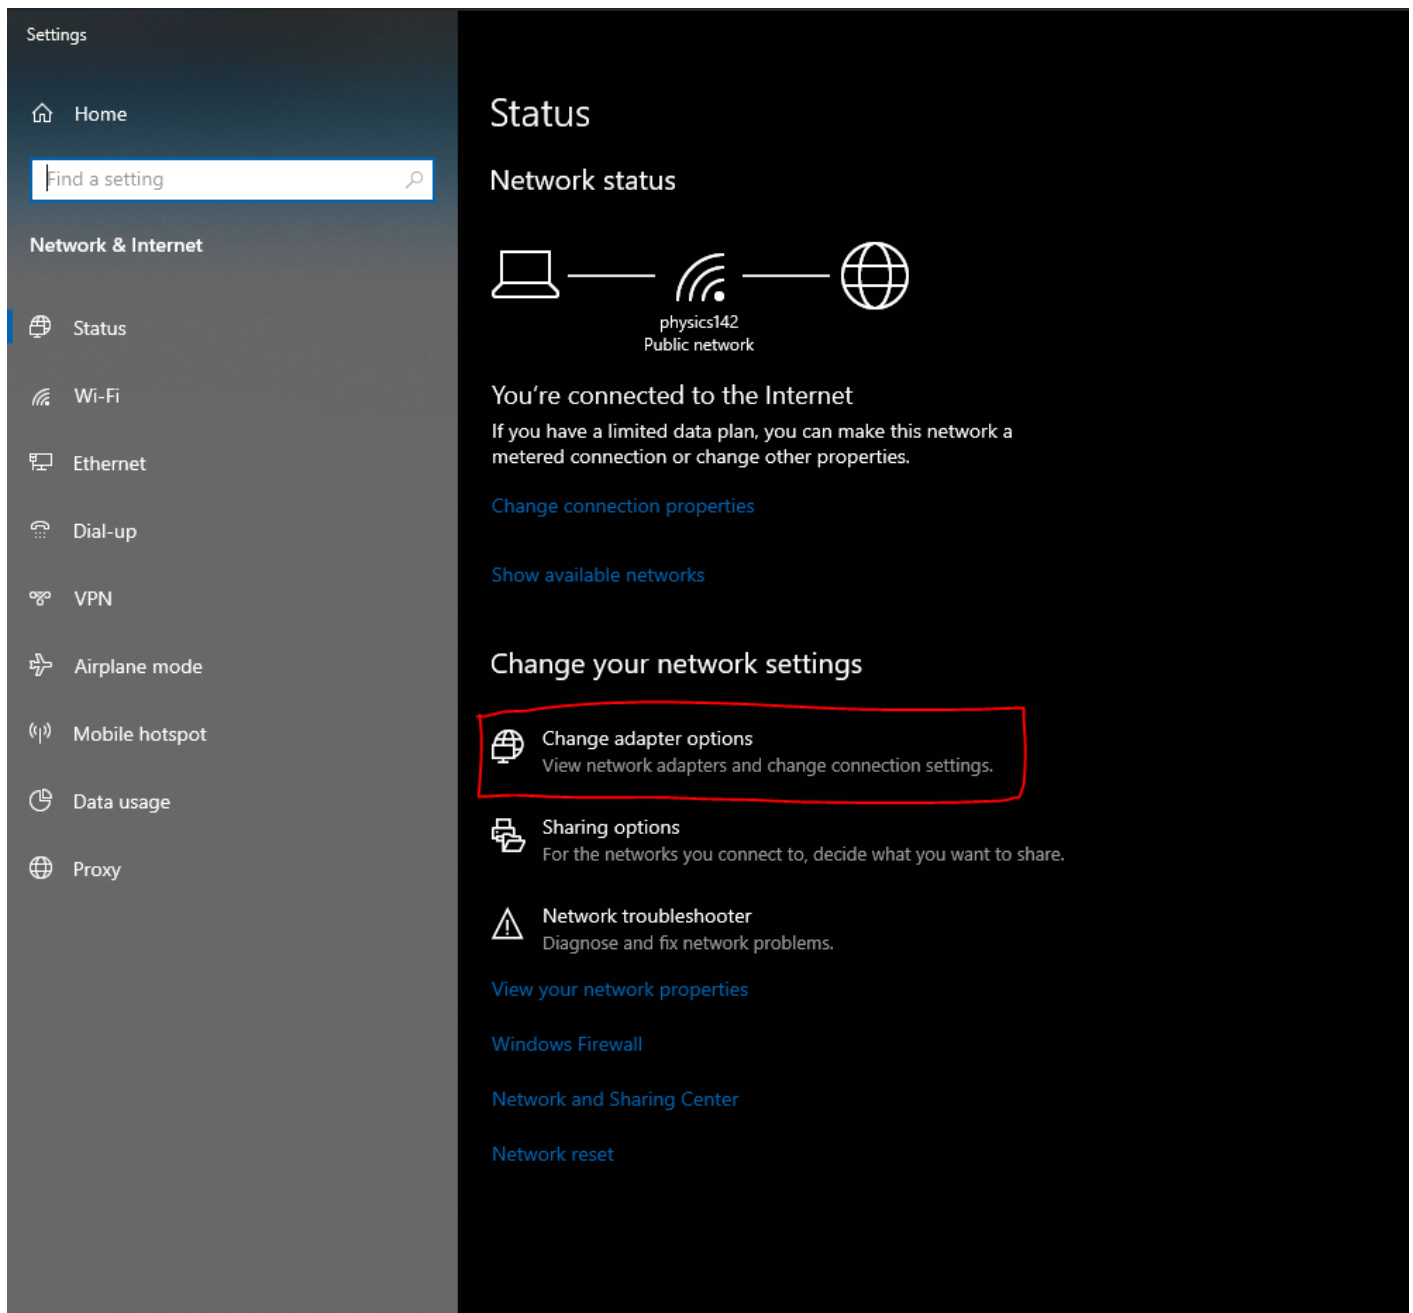 Settings
Home
Find a setting
Network & Internet
Status
Wi-Fi
Ethernet
Dial-up
VPN
Airplane mode
Mobile hotspot
Data usage
Proxy
Status
Network status
physics142
Public network
You're connected to the Internet
If you have a limited data plan, you can make this network a
metered connection or change other properties.
Change connection properties
Show available networks
Change your network settings
Change adapter options
View network adapters and change connection settings.
Sharing options
For the networks you connect to, decide what you want to share.
Network troubleshooter
Diagnose and fix network problems.
View your network properties
Windows Firewall
Network and Sharing Center
Network reset